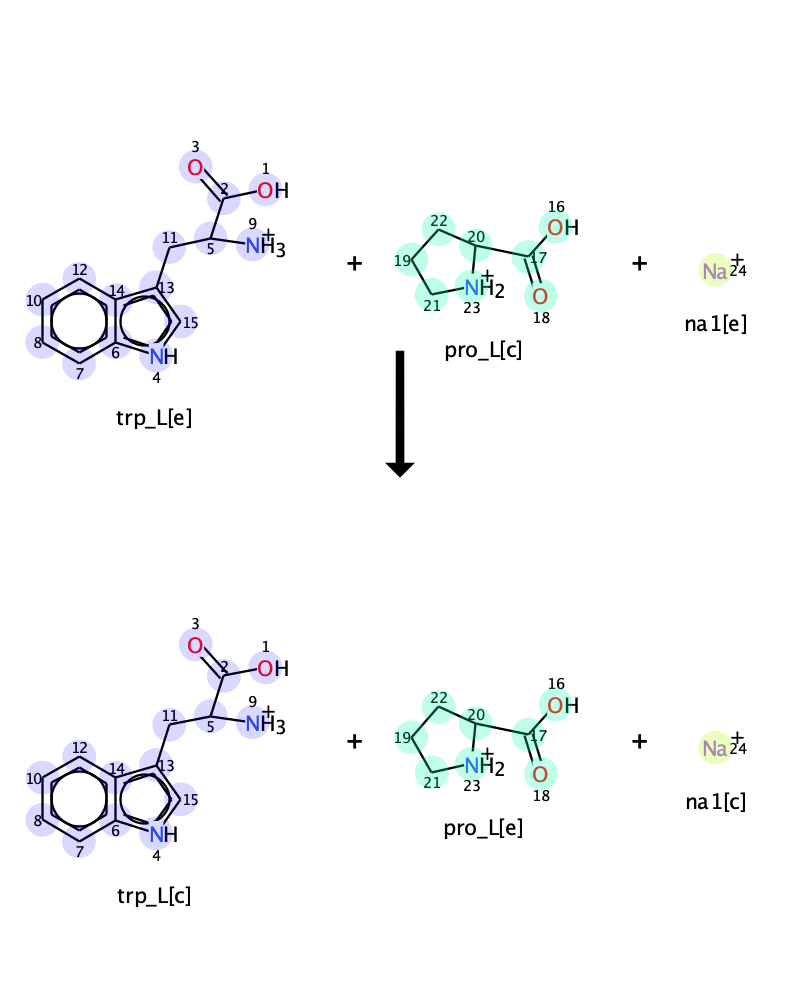 3
1
O
2
OH
9
NH3
+
11
5
12
14
13
10
15
8
6
7
NH
4
trp_L[e]
+
16
22
20
OH
19
17
+
NH2
21
23
O
18
pro_L[c]
+
Na
+
24
na1[e]
3
1
O
2
OH
9
NH3
+
11
5
12
14
13
10
15
8
6
7
NH
4
trp_L[c]
+
16
22
20
OH
19
17
+
NH2
21
23
O
18
pro_L[e]
+
Na
+
24
na1[c]